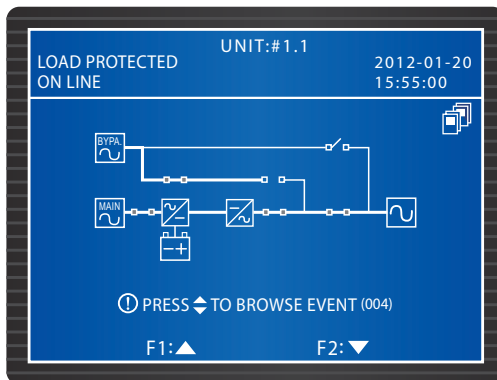 UNIT:#1.1
LOAD PROTECTED
2012-01-20
ON LINE
15:55:00
BYPA.
MAIN
PRESS TO BROWSE EVENT (004)
F1:
F2: